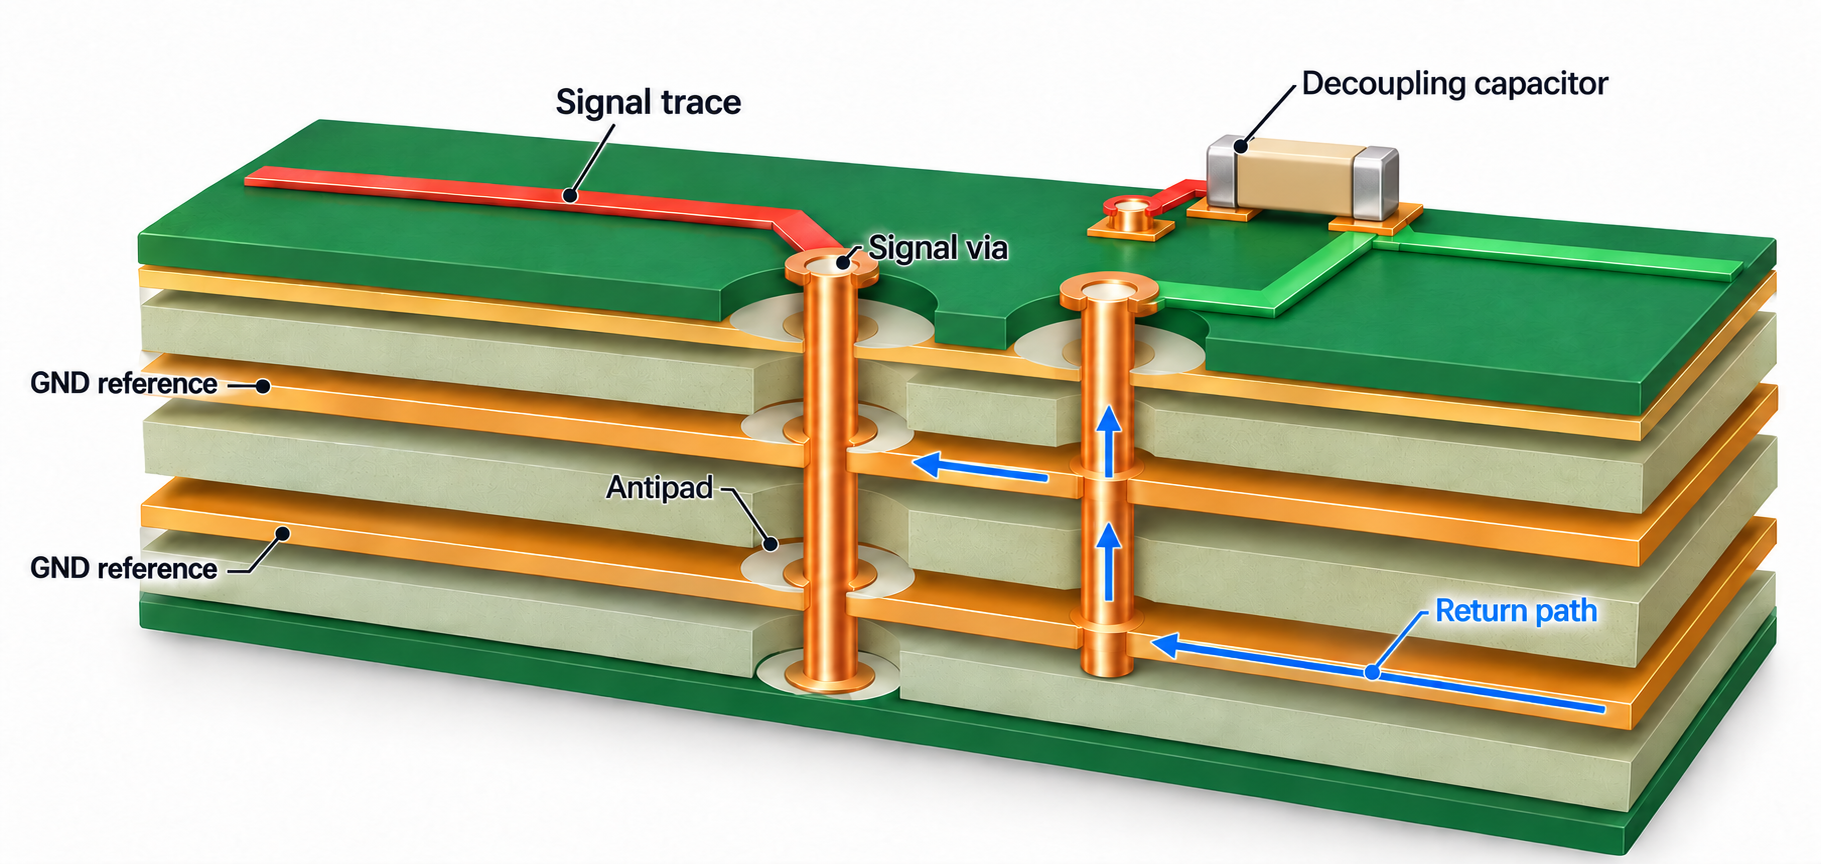 Decoupling capacitor
Signal trace
Signal via
GND reference
Antipad
GND reference
Return path